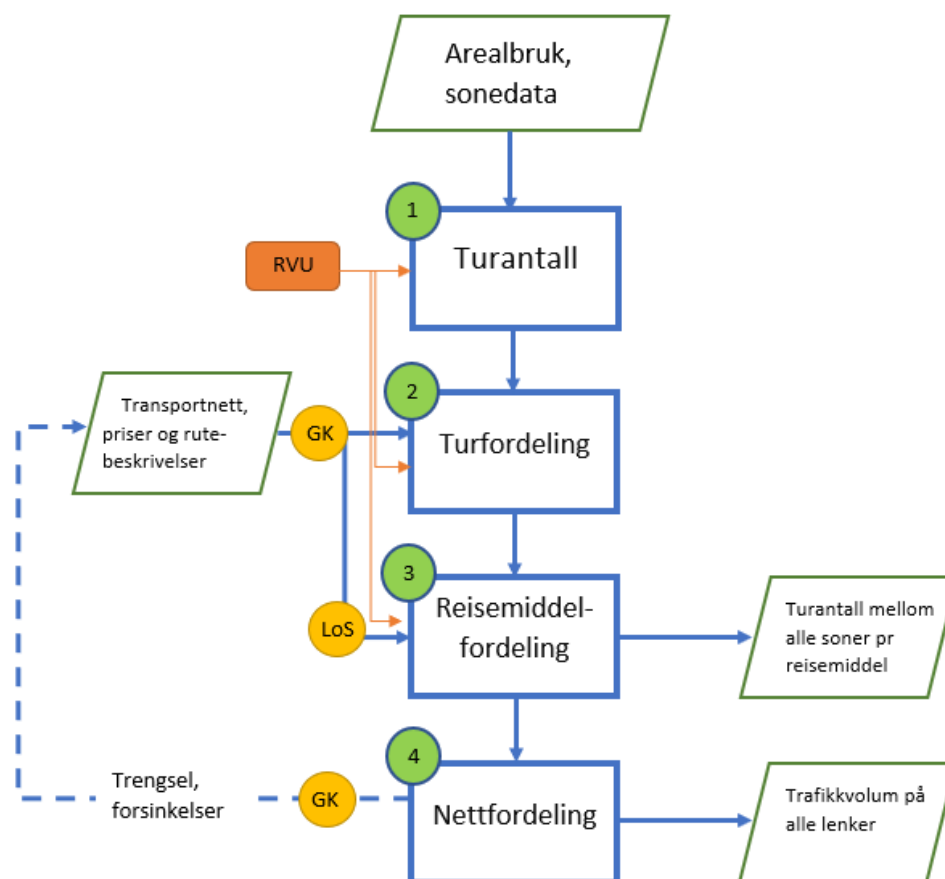 Arealbruk,
sonedata
1
Turantall
RVU
2
Transportnett,
priser og rute-
beskrivelser
GK
Turfordeling
3
Reisemiddel-
fordeling
LoS
Turantall mellom
alle soner pr
reisemiddel
4
Trengsel,
forsinkelser
GK
Nettfordeling
Trafikkvolum på
alle lenker